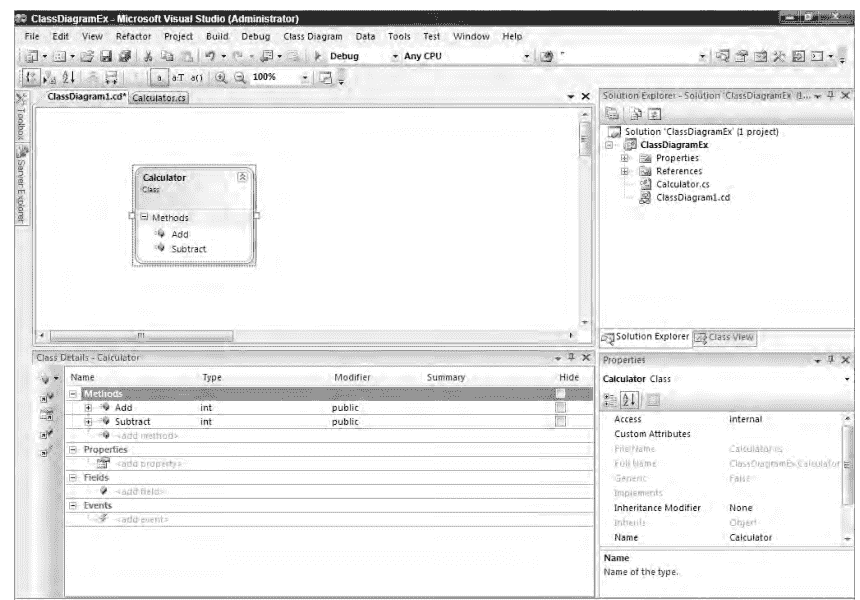 ClassDiagramEx - Microsoft Visual Studio (Administrator)
File Edit View Refactor Project Build Debug Class Diagram Data Tools Test Window Help
Debug Any CPU
100%
ClassDiagram1.cd* Calculator.cs
Toolbox
Server Explorer
Calculator
Class
Methods
Add
Subtract
Solution Explorer - Solution 'ClassDiagramEx' (1...
Solution 'ClassDiagramEx' (1 project)
ClassDiagramEx
Properties
References
Calculator.cs
ClassDiagram1.cd
Solution Explorer Class View
Class Details - Calculator
Name Type Modifier Summary Hide
Methods
Add int public
Subtract int public
<add method>
Properties
<add property>
Fields
<add field>
Events
<add event>
Properties
Calculator Class
Access internal
Custom Attributes
File Name Calculator.cs
Full Name ClassDiagramEx.Calculator
Generic False
Implements
Inheritance Modifier None
Inherits Object
Name Calculator
Name
Name of the type.